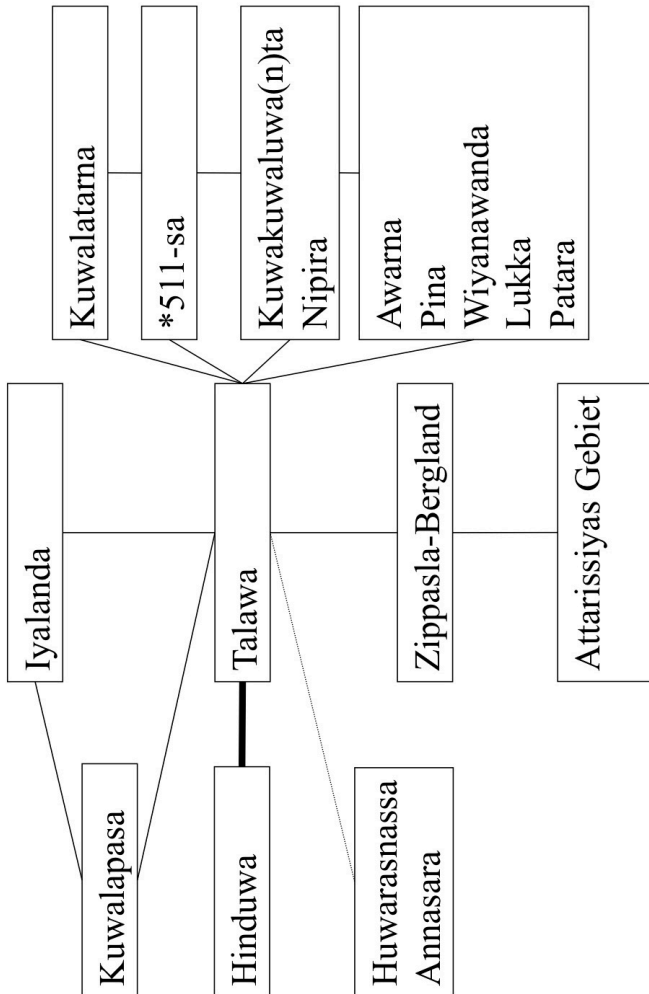 Kuwalapasa
Hinduwa
Huwarasnassa
Annasara
Iyalanda
Talawa
Zippasla-Bergland
Attarissiyas Gebiet
Kuwalatarna
*511-sa
Kuwakuwaluwa(n)ta
Nipira
Awarna
Pina
Wiyanawanda
Lukka
Patara